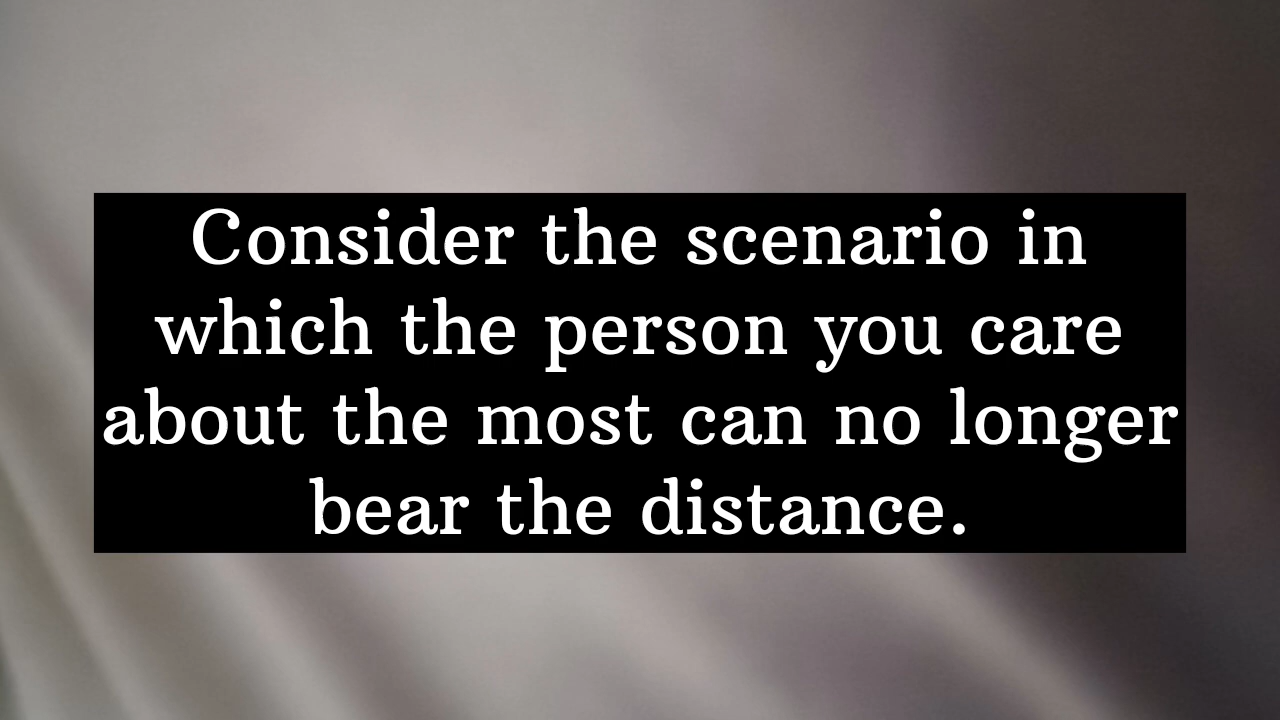 Consider the scenario in
which the person you care
about the most can no longer
bear the distance.